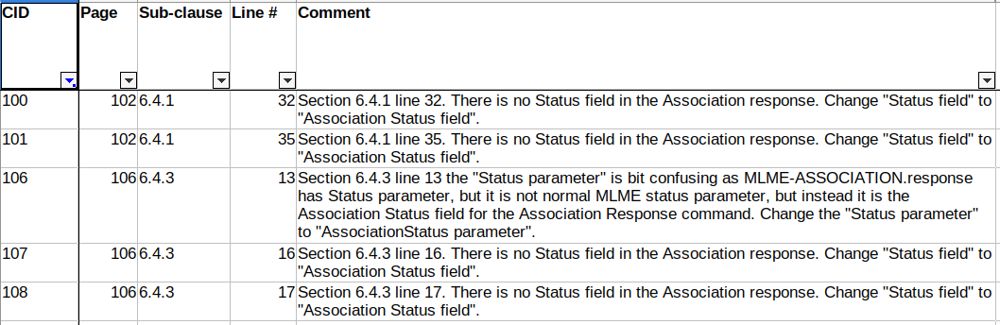 CID Page Sub-clause Line # Comment
100 102 6.4.1 32 Section 6.4.1 line 32. There is no Status field in the Association response. Change "Status field" to
"Association Status field".
101 102 6.4.1 35 Section 6.4.1 line 35. There is no Status field in the Association response. Change "Status field" to
"Association Status field".
106 106 6.4.3 13 Section 6.4.3 line 13 the "Status parameter" is bit confusing as MLME-ASSOCIATION.response
has Status parameter, but it is not normal MLME status parameter, but instead it is the
Association Status field for the Association Response command. Change the "Status parameter"
to "AssociationStatus parameter".
107 106 6.4.3 16 Section 6.4.3 line 16. There is no Status field in the Association response. Change "Status field" to
"Association Status field".
108 106 6.4.3 17 Section 6.4.3 line 17. There is no Status field in the Association response. Change "Status field" to
"Association Status field".